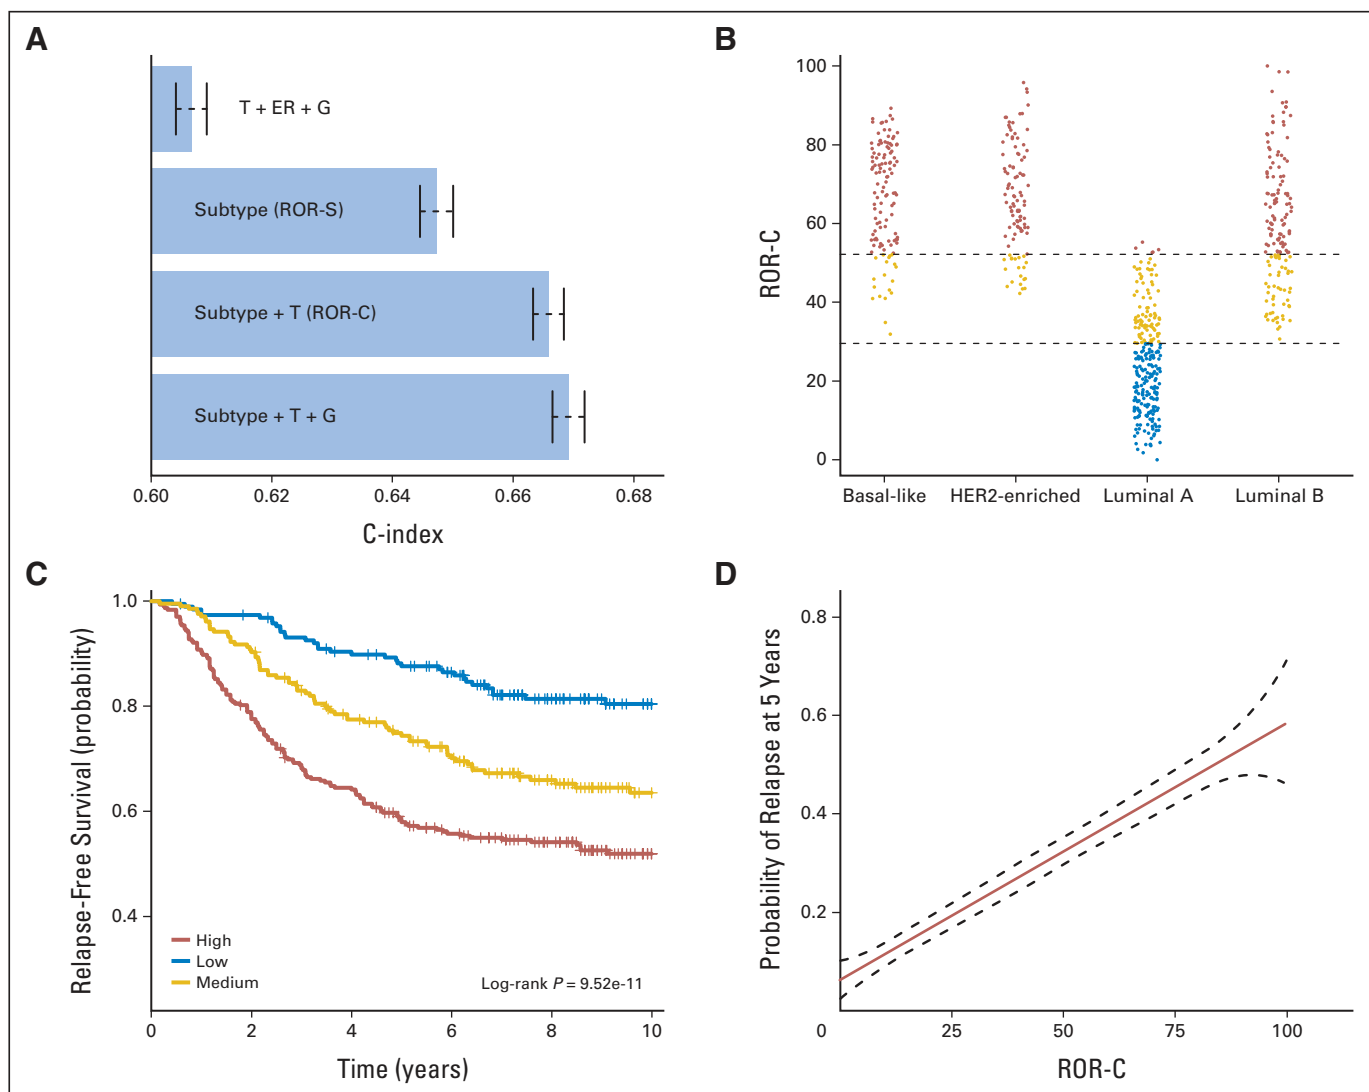 A
T + ER + G
Subtype (ROR-S)
Subtype + T (ROR-C)
Subtype + T + G
0.60 0.62 0.64 0.66 0.68
C-index
B
ROR-C
100
80
60
40
20
0
Basal-like HER2-enriched Luminal A Luminal B
C
Relapse-Free Survival (probability)
1.0
0.8
0.6
0.4
High
Low
Medium
Log-rank P = 9.52e-11
0 2 4 6 8 10
Time (years)
D
Probability of Relapse at 5 Years
0.8
0.6
0.4
0.2
0 25 50 75 100
ROR-C